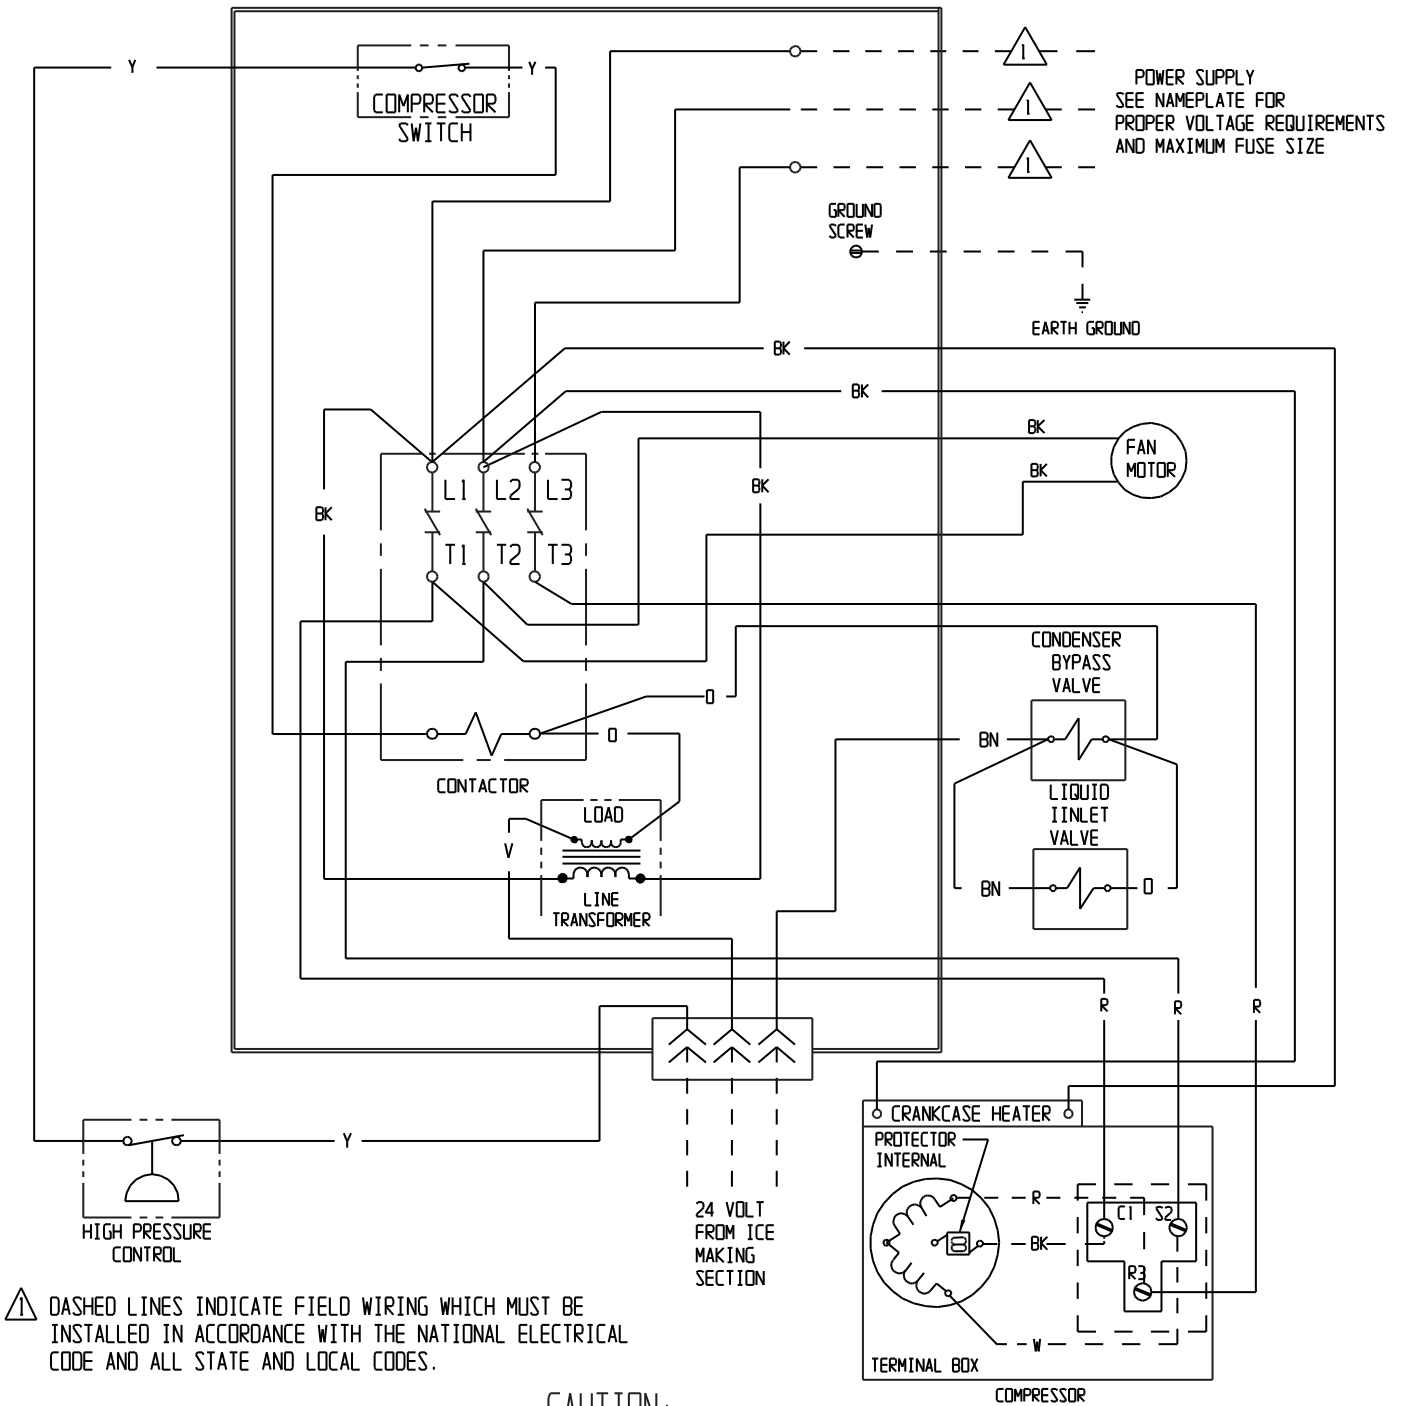 Y
Y
COMPRESSOR
SWITCH
1
1
1
POWER SUPPLY
SEE NAMEPLATE FOR
PROPER VOLTAGE REQUIREMENTS
AND MAXIMUM FUSE SIZE
GROUND
SCREW
EARTH GROUND
BK
BK
BK
BK
FAN
MOTOR
L1 L2 L3
BK
BK
T1 T2 T3
CONDENSER
BYPASS
VALVE
O
O
BN
CONTACTOR
LIQUID
IINLET
VALVE
LOAD
V
LINE
TRANSFORMER
BN
O
R
R
R
CRANKCASE HEATER
PROTECTOR
INTERNAL
Y
R
C1
S2
BK
R3
W
TERMINAL BOX
COMPRESSOR
HIGH PRESSURE
CONTROL
24 VOLT
FROM ICE
MAKING
SECTION
1 DASHED LINES INDICATE FIELD WIRING WHICH MUST BE
INSTALLED IN ACCORDANCE WITH THE NATIONAL ELECTRICAL
CODE AND ALL STATE AND LOCAL CODES.
CAUTION: